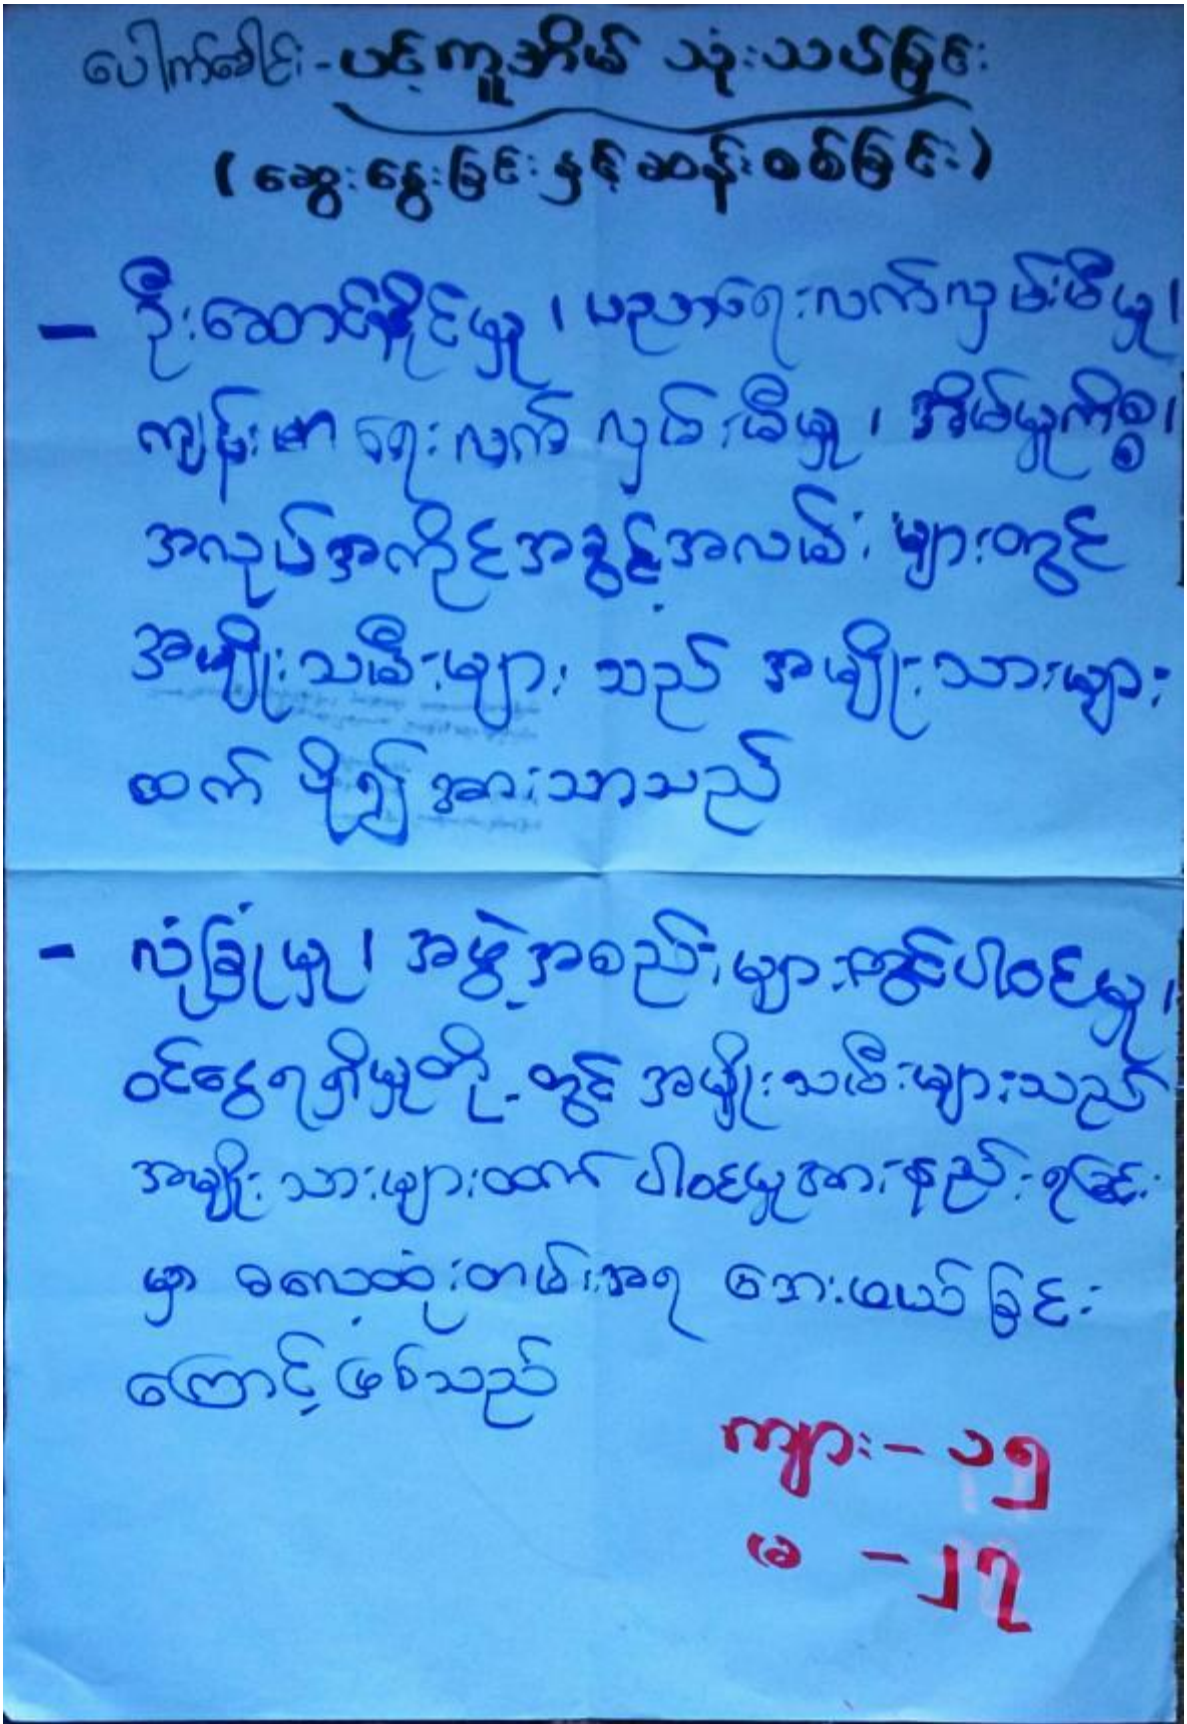 ပေါက်ခေါင်း - ပင့်ကူအိမ် သုံးသပ်ခြင်း
( ဆွေးနွေးခြင်းနှင့်ဆန်းစစ်ခြင်း )
- ဦးဆောင်နိုင်မှု ၊ ပညာရေးလက်လှမ်းမီမှု ၊
ကျန်းမာရေးလက်လှမ်းမီမှု ၊ အိမ်မှုကိစ္စ ၊
အလုပ်အကိုင်အခွင့်အလမ်းများတွင်
အမျိုးသမီးများသည် အမျိုးသားများ
ထက် ပို၍အားသာသည်
- လုံခြုံမှု ၊ အဖွဲ့အစည်းများတွင်ပါဝင်မှု ၊
ဝင်ငွေရရှိမှုတို့တွင် အမျိုးသမီးများသည်
အမျိုးသားများထက် ပါဝင်မှုအားနည်းရခြင်း
မှာ ဓလေ့ထုံးတမ်းအရ ဖေးမယ်ခြင်း
ကြောင့်ဖြစ်သည်
ကျား - ၁၅
မ - ၂၇